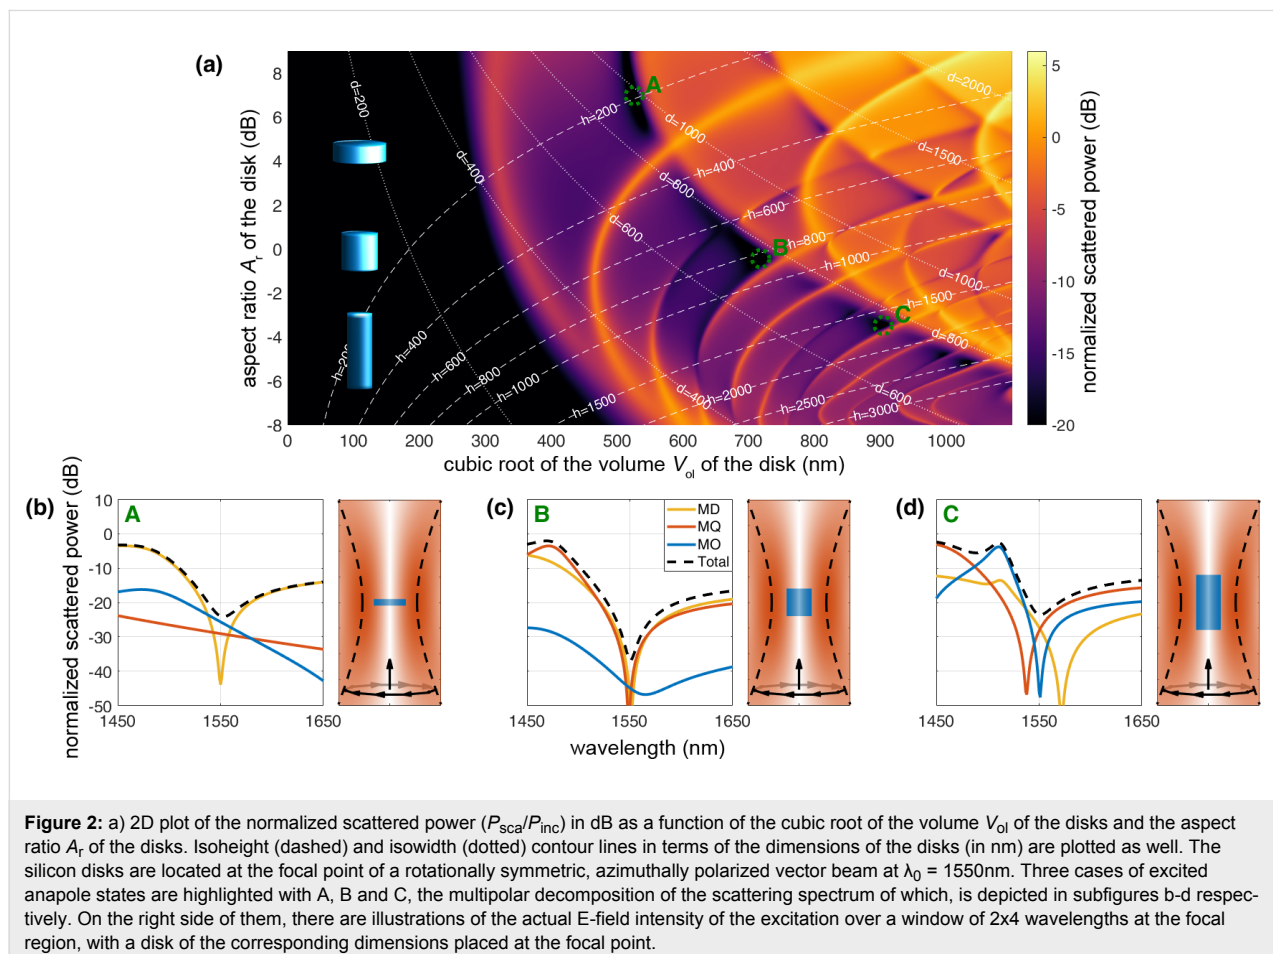 (a)
aspect ratio Ar of the disk (dB)
8
6
4
2
0
-2
-4
-6
-8
0 100 200 300 400 500 600 700 800 900 1000
cubic root of the volume Vol of the disk (nm)
d=200
d=400
d=600
d=800
d=1000
d=1500
d=2000
h=200
h=400
h=600
h=800
h=1000
h=1500
d=1000
d=800
d=600
d=400
h=200
h=400
h=600
h=800
h=1000
h=1500
h=2000
h=2500
h=3000
A
B
C
5
0
-5
-10
-15
-20
normalized scattered power (dB)
(b)
normalized scattered power (dB)
A
10
0
-10
-20
-30
-40
-50
1450 1550 1650
(c)
B
MD
MQ
MO
Total
1450 1550 1650
wavelength (nm)
(d)
C
1450 1550 1650
Figure 2: a) 2D plot of the normalized scattered power (Psca/Pinc) in dB as a function of the cubic root of the volume Vol of the disks and the aspect
ratio Ar of the disks. Isoheight (dashed) and isowidth (dotted) contour lines in terms of the dimensions of the disks (in nm) are plotted as well. The
silicon disks are located at the focal point of a rotationally symmetric, azimuthally polarized vector beam at λ0 = 1550nm. Three cases of excited
anapole states are highlighted with A, B and C, the multipolar decomposition of the scattering spectrum of which, is depicted in subfigures b-d respec-
tively. On the right side of them, there are illustrations of the actual E-field intensity of the excitation over a window of 2x4 wavelengths at the focal
region, with a disk of the corresponding dimensions placed at the focal point.